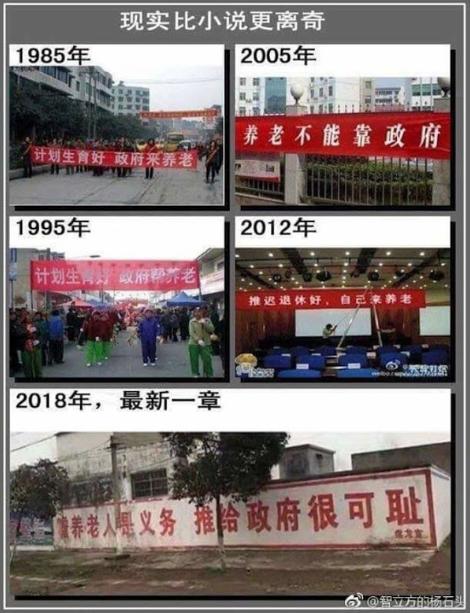 现实比小说更离奇
1985年
计划生育好 政府来养老
2005年
养老不能靠政府
1995年
计划生育好 政府帮养老
2012年
推迟退休好，自己来养老
2018年，最新一章
养老人是义务 推给政府很可耻
@智立方的杨石头